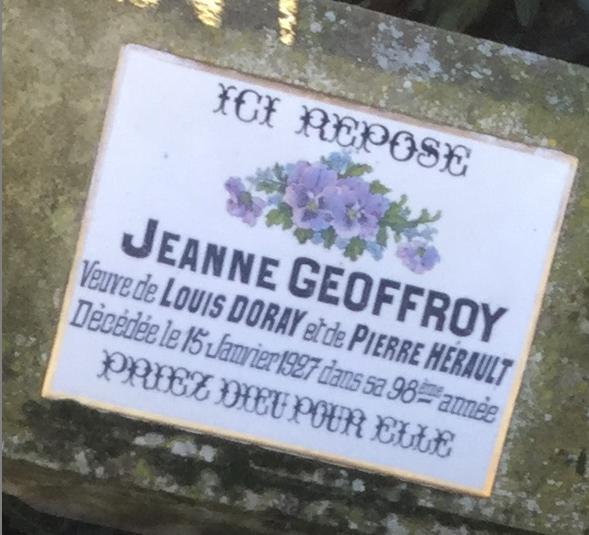 ICI REPOSE
JEANNE GEOFFROY
Veuve de LOUIS DORAY et de PIERRE HÉRAULT
Décédée le 15 Janvier 1927 dans sa 98ème année
PRIEZ DIEU POUR ELLE